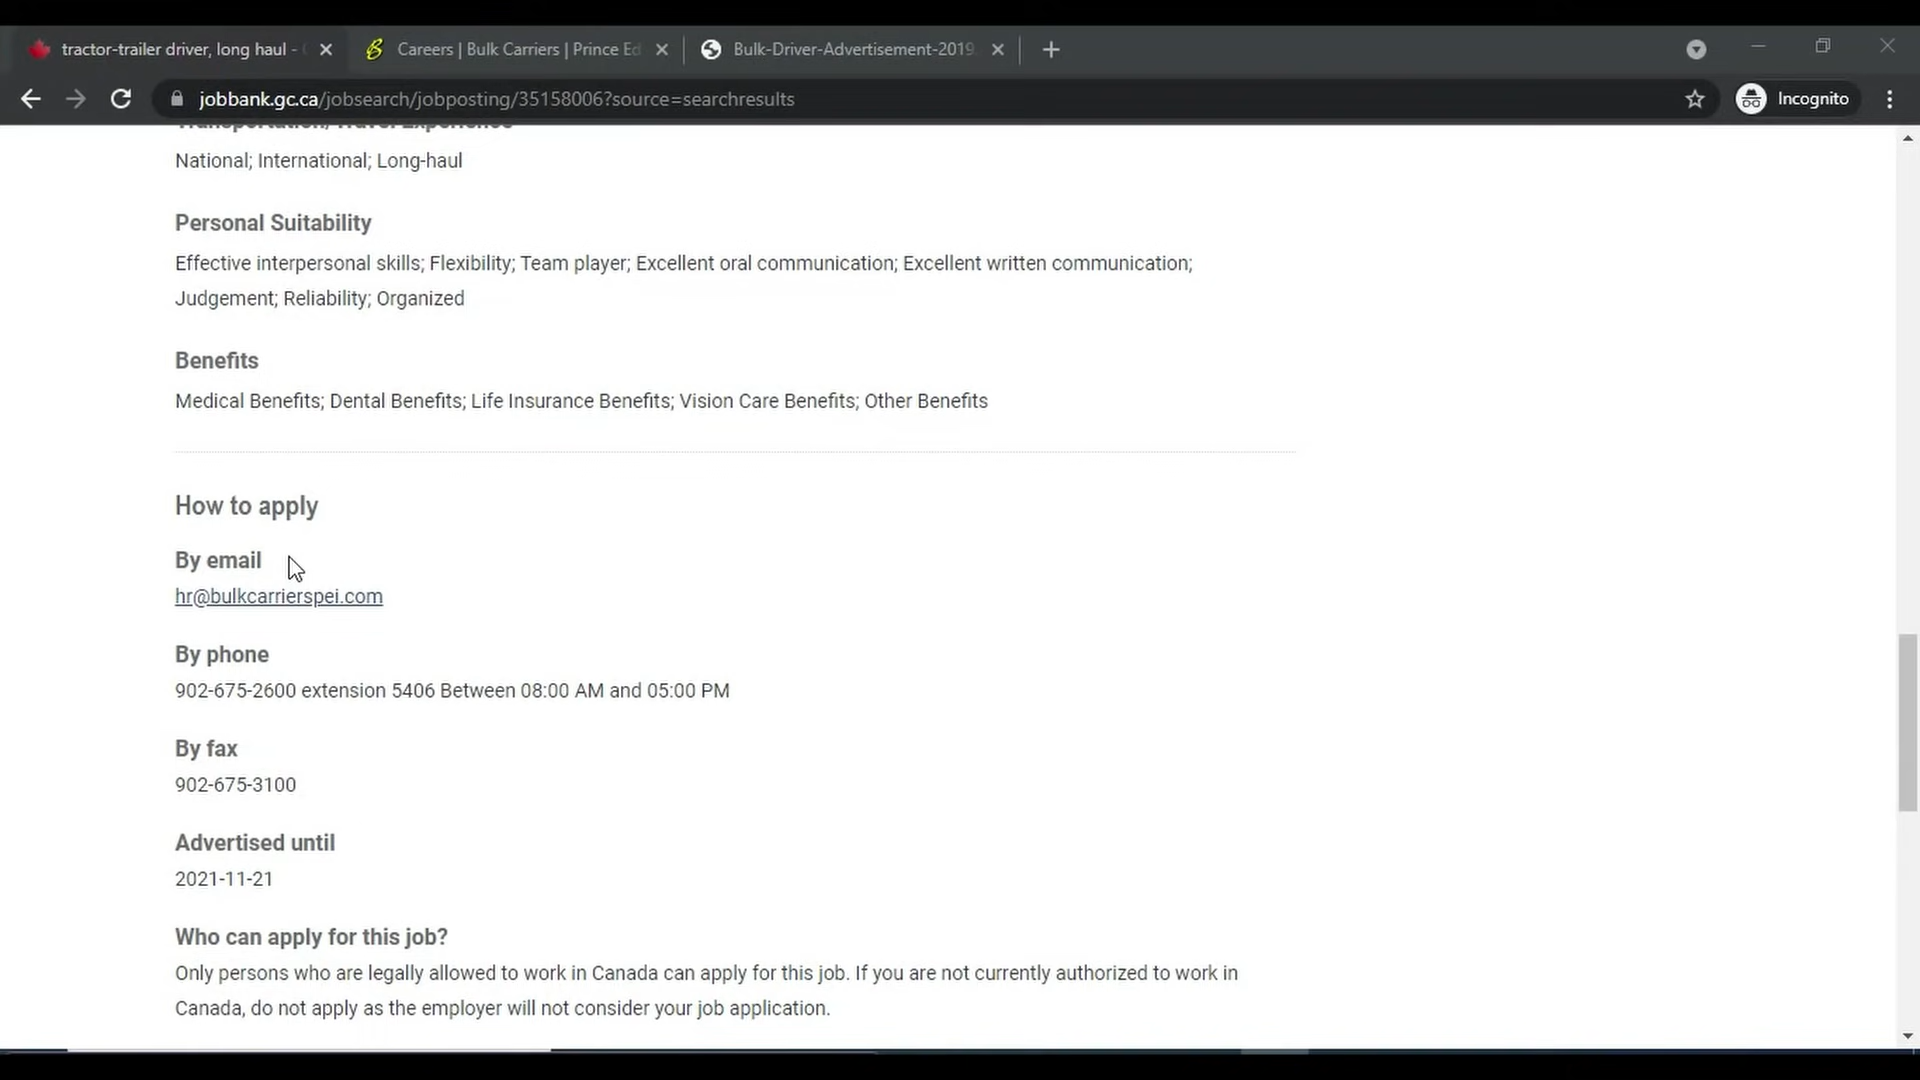 tractor-trailer driver, long haul -
Careers | Bulk Carriers | Prince Ed
Bulk-Driver-Advertisement-2019
jobbank.gc.ca/jobsearch/jobposting/35158006?source=searchresults
Incognito
Transportation/Travel Experience
National; International; Long-haul
Personal Suitability
Effective interpersonal skills; Flexibility; Team player; Excellent oral communication; Excellent written communication;
Judgement; Reliability; Organized
Benefits
Medical Benefits; Dental Benefits; Life Insurance Benefits; Vision Care Benefits; Other Benefits
How to apply
By email
hr@bulkcarrierspei.com
By phone
902-675-2600 extension 5406 Between 08:00 AM and 05:00 PM
By fax
902-675-3100
Advertised until
2021-11-21
Who can apply for this job?
Only persons who are legally allowed to work in Canada can apply for this job. If you are not currently authorized to work in
Canada, do not apply as the employer will not consider your job application.